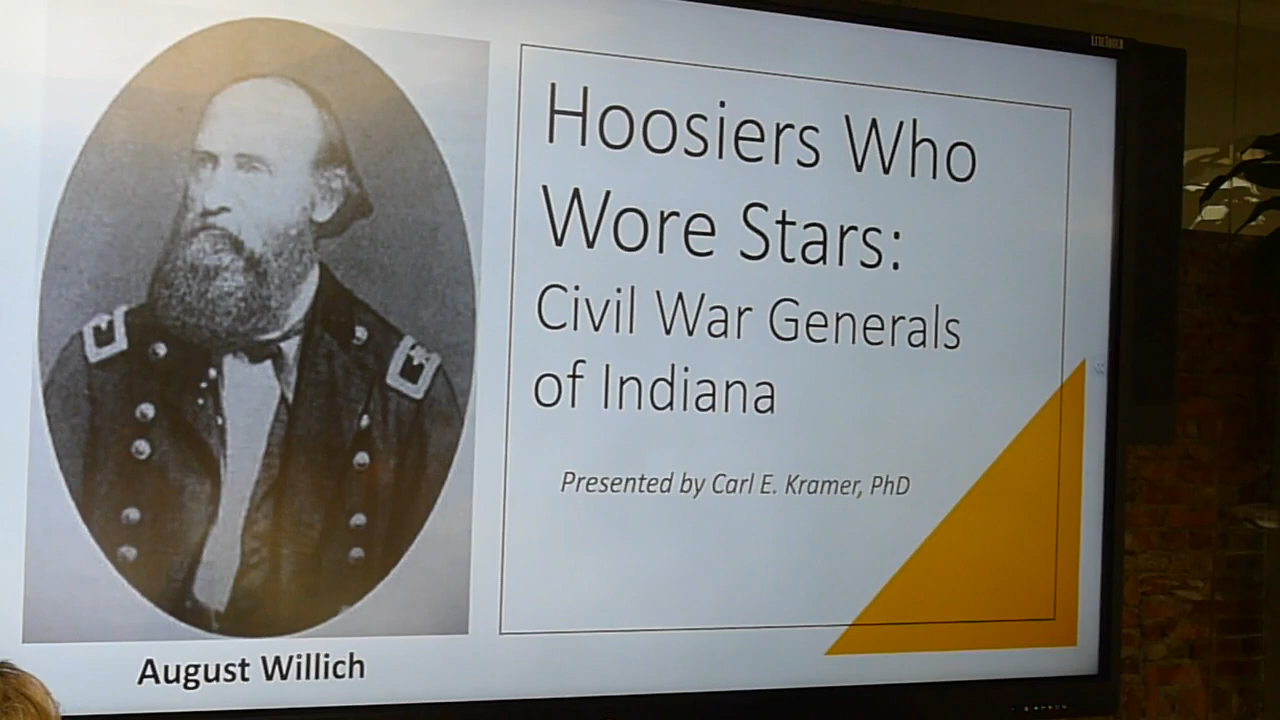 Hoosiers Who
Wore Stars:
Civil War Generals
of Indiana
Presented by Carl E. Kramer, PhD
August Willich